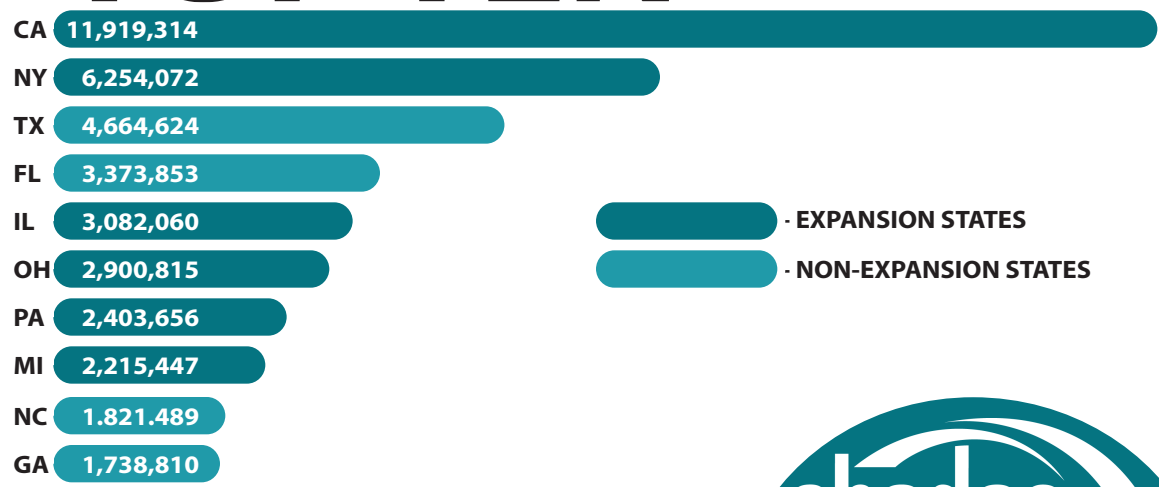 CA 11,919,314
NY 6,254,072
TX 4,664,624
FL 3,373,853
IL 3,082,060
OH 2,900,815
PA 2,403,656
MI 2,215,447
NC 1.821.489
GA 1,738,810
- EXPANSION STATES
- NON-EXPANSION STATES